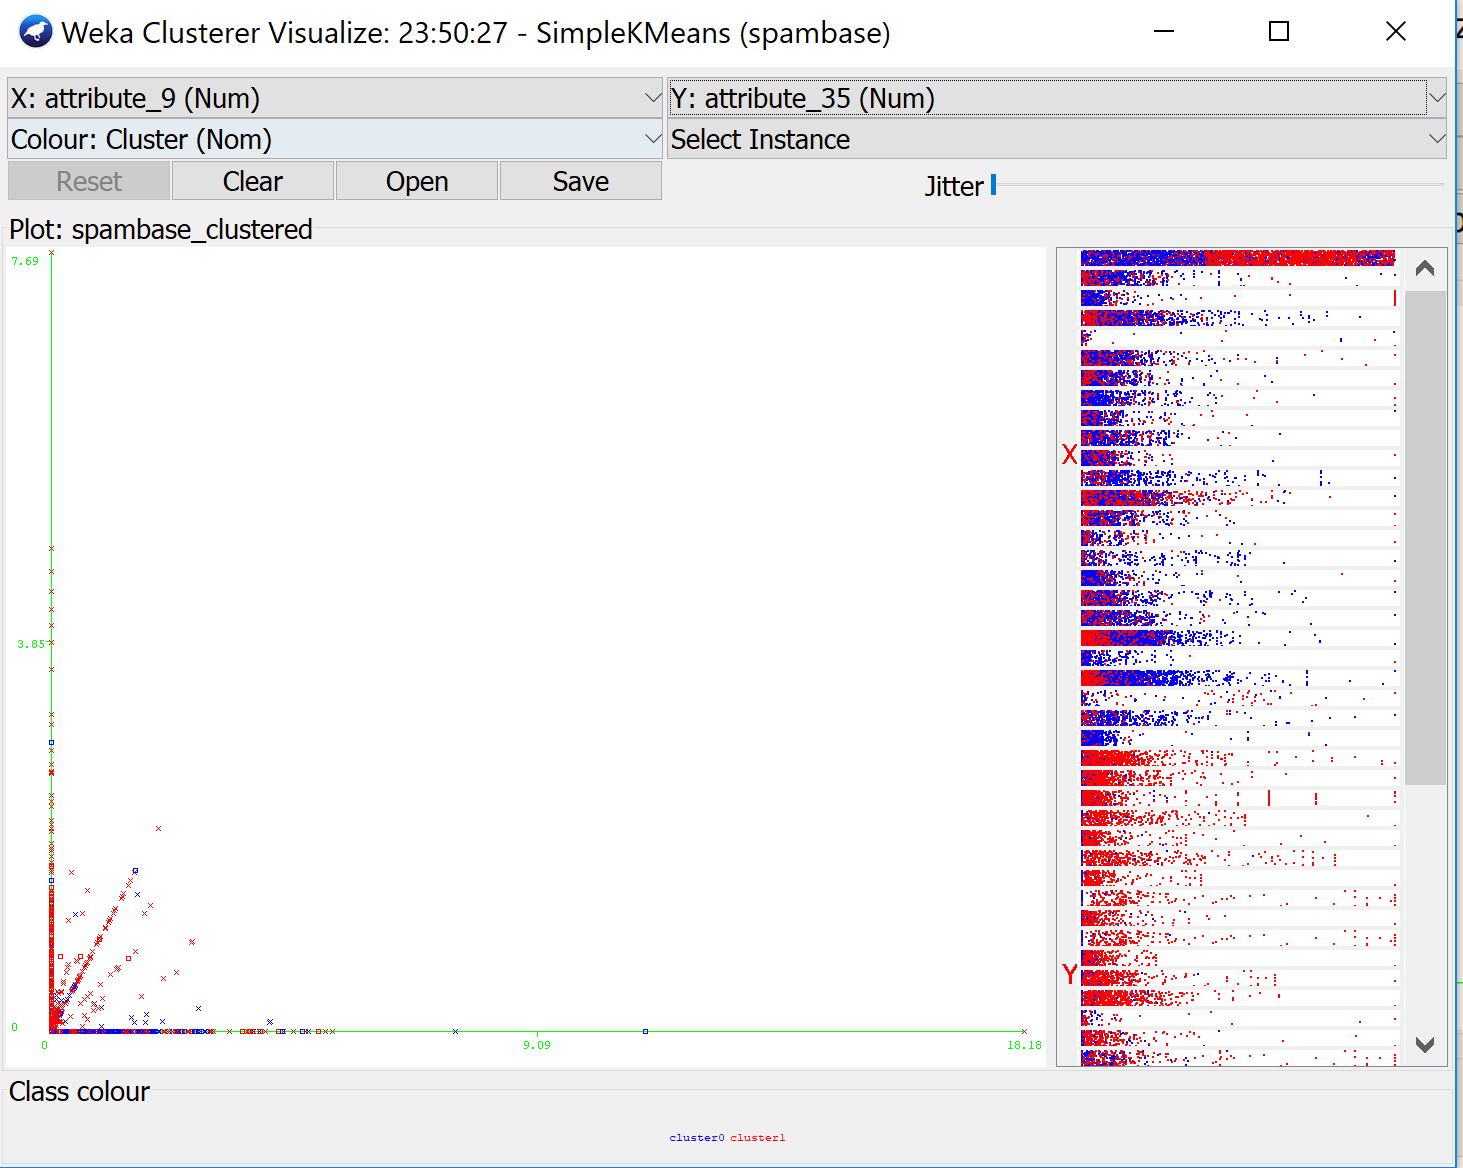 Weka Clusterer Visualize: 23:50:27 - SimpleKMeans (spambase)
X: attribute_9 (Num) Y: attribute_35 (Num)
Colour: Cluster (Nom) Select Instance
Reset Clear Open Save Jitter
Plot: spambase_clustered
7.69
X
3.85
Y
0
0 9.09 18.18
Class colour
cluster0 cluster1